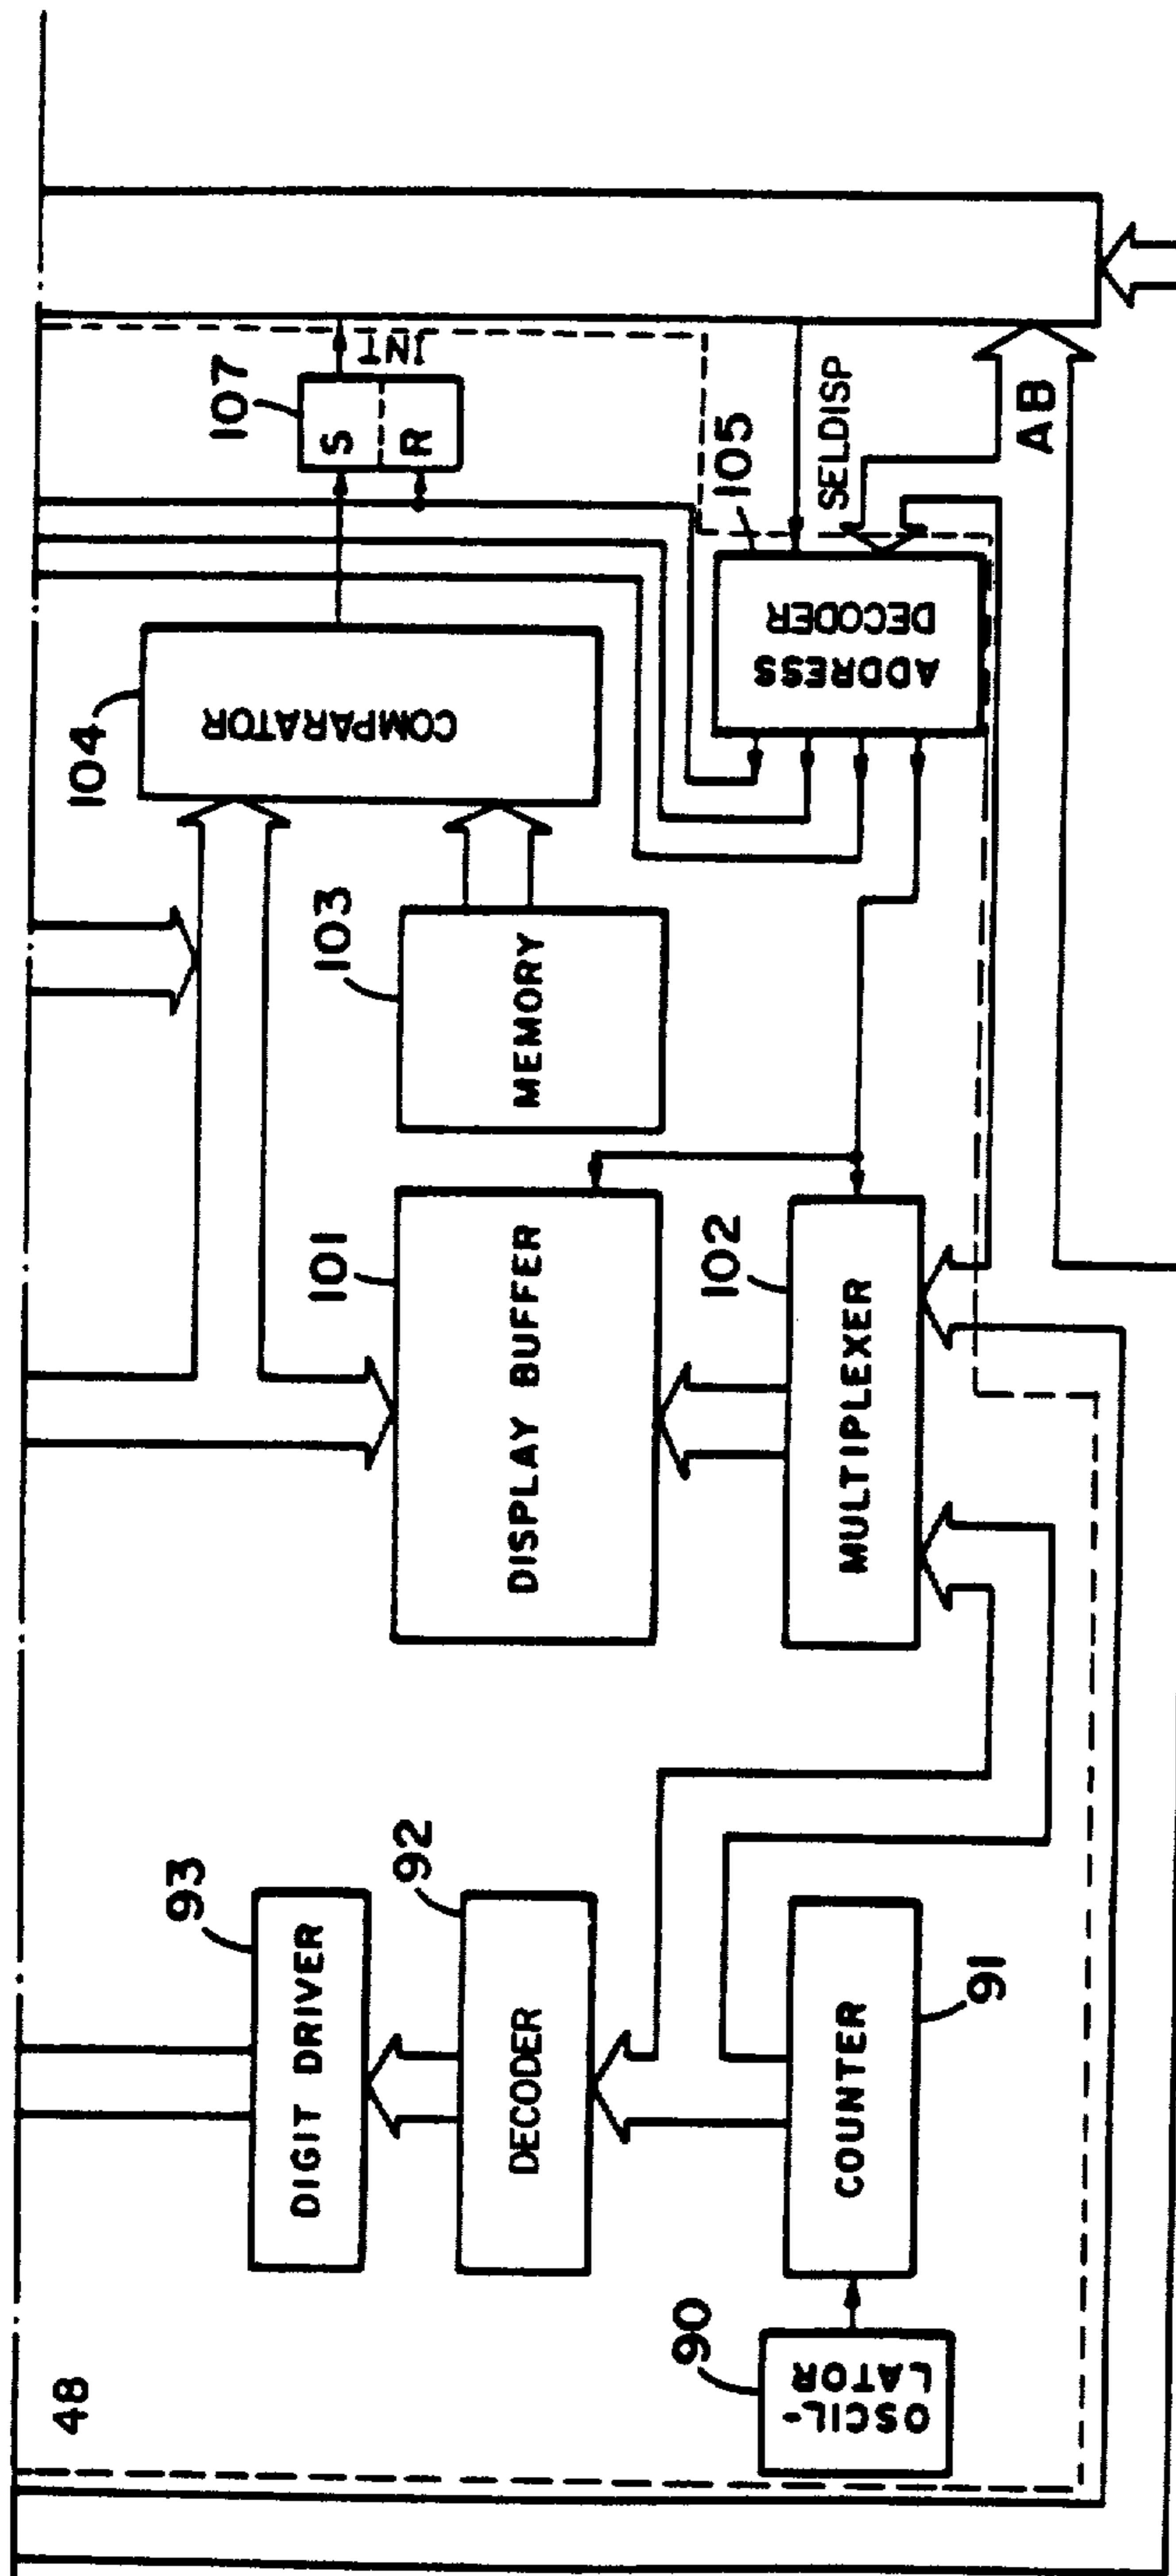 48
93
DIGIT DRIVER
92
DECODER
90
OSCIL-
LATOR
COUNTER
91
101
DISPLAY BUFFER
102
MULTIPLEXER
103
MEMORY
104
COMPARATOR
107
S
R
INT
105
ADDRESS
DECODER
SELDISP
AB